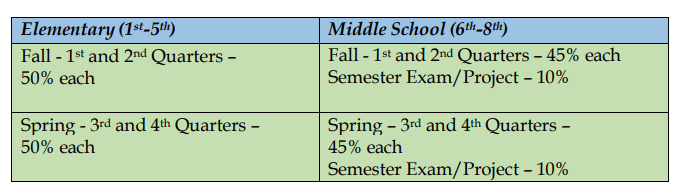 Elementary (1st-5th)
Middle School (6th-8th)
Fall - 1st and 2nd Quarters –
50% each
Fall - 1st and 2nd Quarters – 45% each
Semester Exam/Project – 10%
Spring - 3rd and 4th Quarters –
50% each
Spring – 3rd and 4th Quarters –
45% each
Semester Exam/Project – 10%